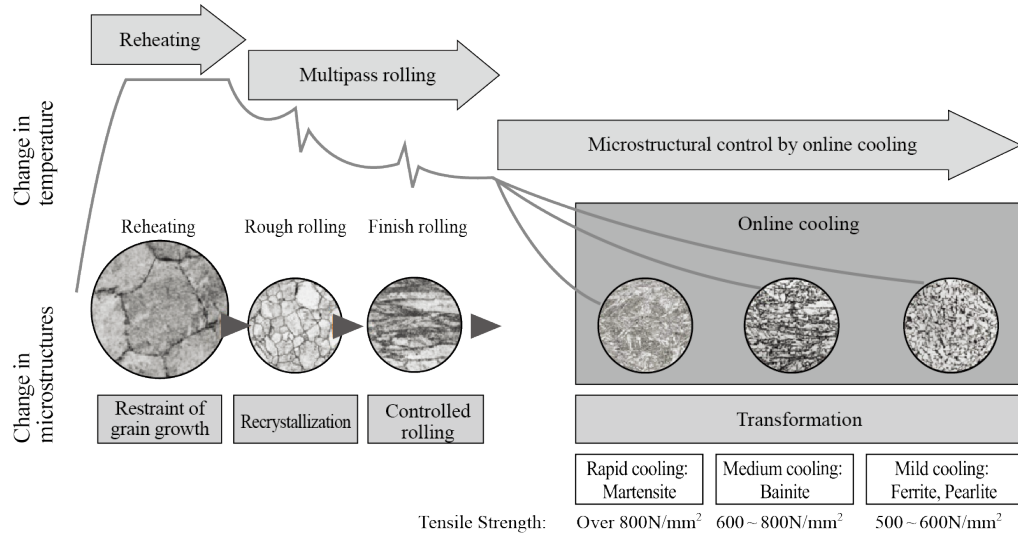 Reheating
Multipass rolling
Microstructural control by online cooling
Change in
temperature
Reheating
Rough rolling
Finish rolling
Online cooling
Change in
microstructures
Restraint of
grain growth
Recrystallization
Controlled
rolling
Transformation
Rapid cooling:
Martensite
Medium cooling:
Bainite
Mild cooling:
Ferrite, Pearlite
Tensile Strength: Over 800N/mm² 600~800N/mm² 500~600N/mm²